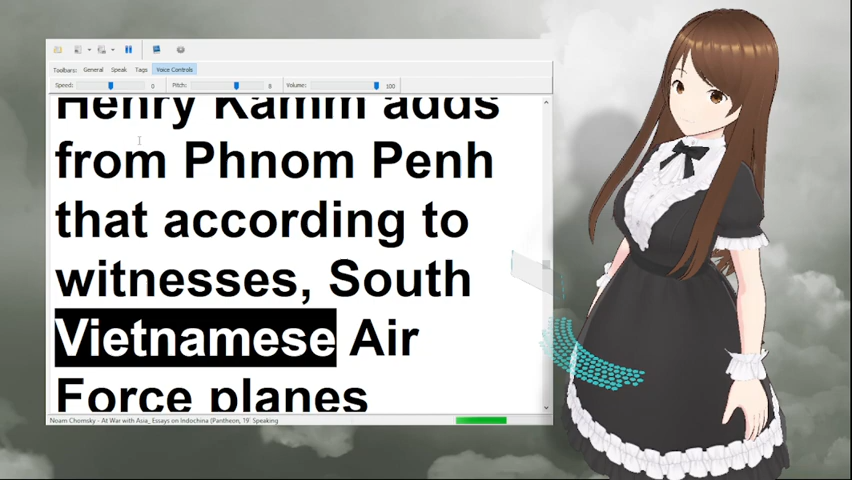 Toolbars: General Speak Tags Voice Controls
Speed: 0 Pitch: 8 Volume: 100
Henry Kamm adds
from Phnom Penh
that according to
witnesses, South
Vietnamese Air
Force planes
Noam Chomsky - At War with Asia_ Essays on Indochina (Pantheon, 19 Speaking